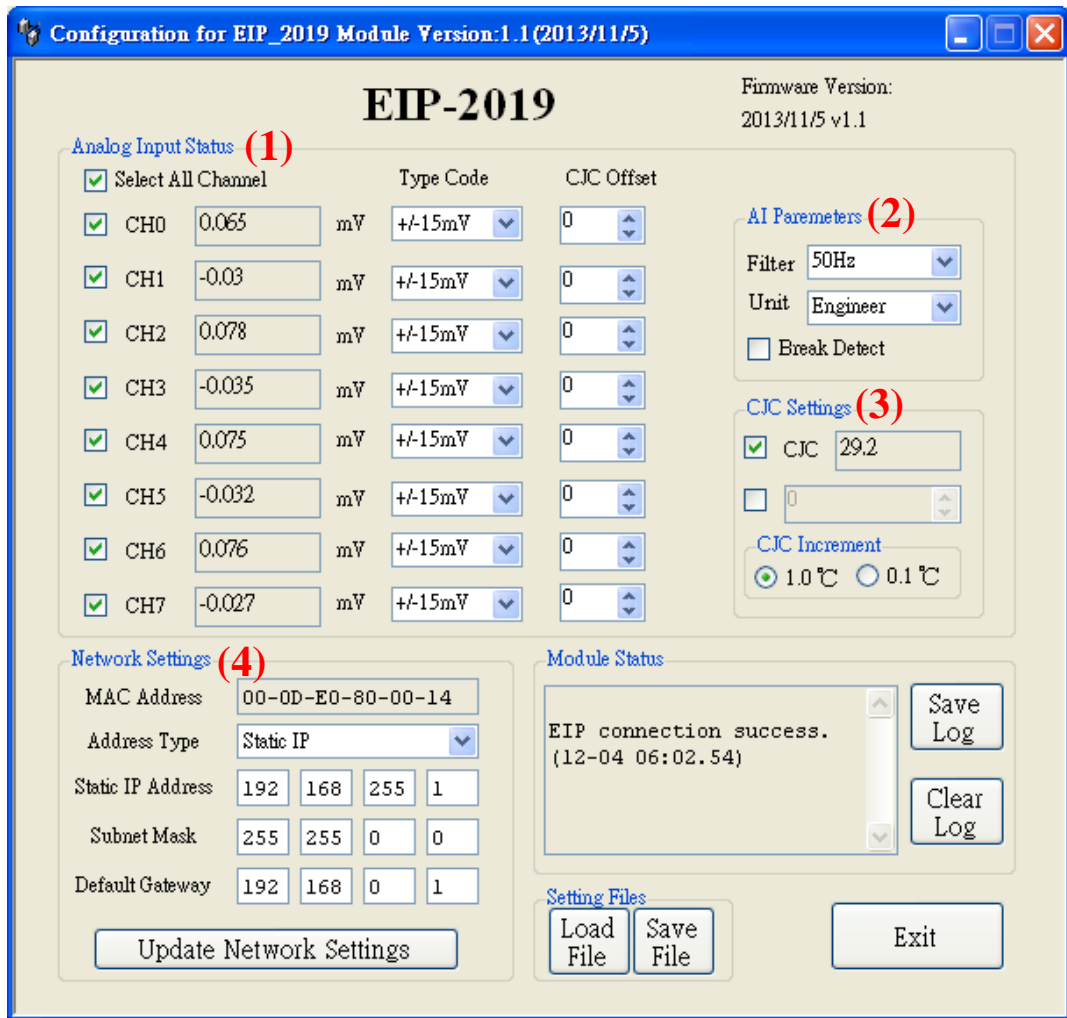 Configuration for EIP_2019 Module Version:1.1(2013/11/5)
EIP-2019
Firmware Version:
2013/11/5 v1.1
Analog Input Status (1)
Select All Channel Type Code CJC Offset
CH0 0.065 mV +/-15mV 0
CH1 -0.03 mV +/-15mV 0
CH2 0.078 mV +/-15mV 0
CH3 -0.035 mV +/-15mV 0
CH4 0.075 mV +/-15mV 0
CH5 -0.032 mV +/-15mV 0
CH6 0.076 mV +/-15mV 0
CH7 -0.027 mV +/-15mV 0
AI Paremeters (2)
Filter 50Hz
Unit Engineer
Break Detect
CJC Settings (3)
CJC 29.2
0
CJC Increment
1.0 ℃ 0.1 ℃
Network Settings (4)
MAC Address 00-0D-E0-80-00-14
Address Type Static IP
Static IP Address 192 168 255 1
Subnet Mask 255 255 0 0
Default Gateway 192 168 0 1
Update Network Settings
Module Status
EIP connection success.
(12-04 06:02.54)
Save
Log
Clear
Log
Setting Files
Load
File
Save
File
Exit